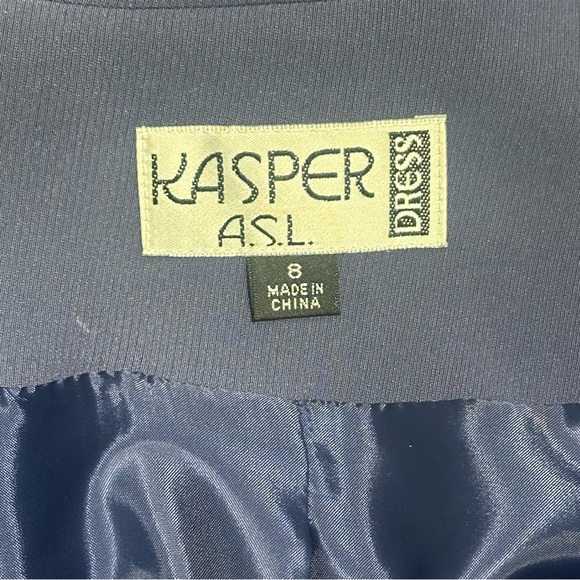 KASPER
A.S.L.
DRESS
8
MADE IN
CHINA